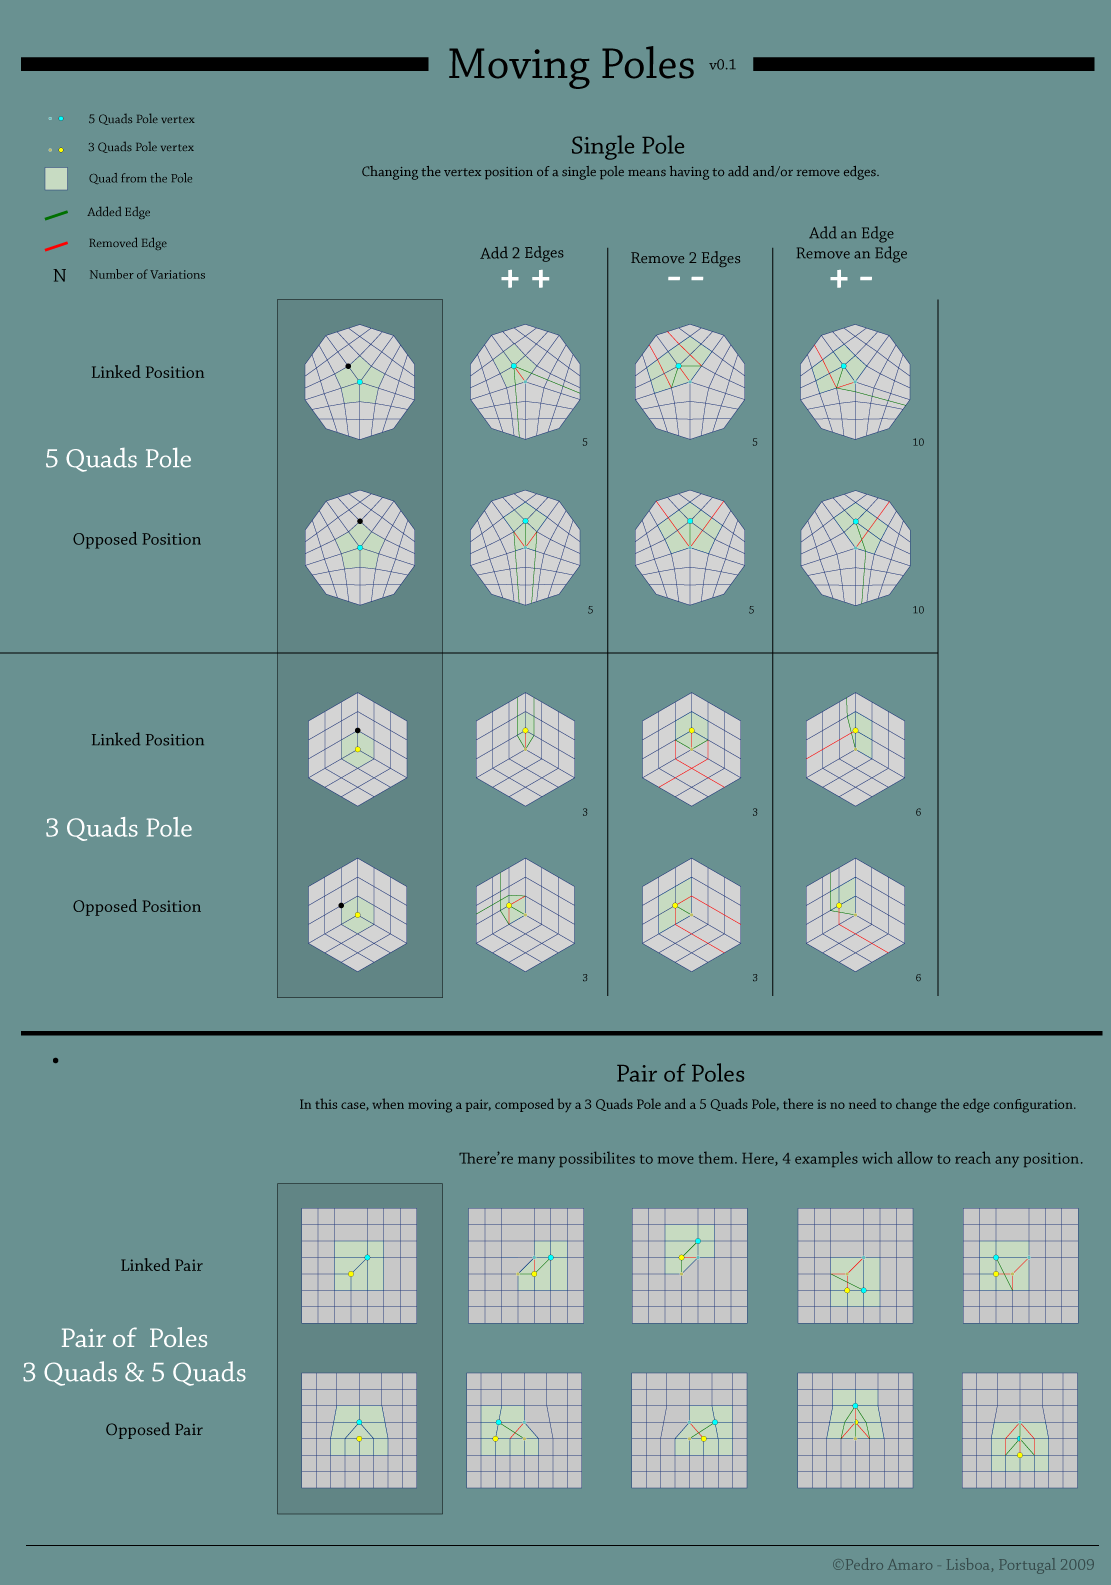 Moving Poles v0.1
5 Quads Pole vertex
3 Quads Pole vertex
Quad from the Pole
Added Edge
Removed Edge
N Number of Variations
Single Pole
Changing the vertex position of a single pole means having to add and/or remove edges.
Add 2 Edges
+ +
Remove 2 Edges
- -
Add an Edge
Remove an Edge
+ -
Linked Position
5 5 10
5 Quads Pole
Opposed Position
5 5 10
Linked Position
3 3 6
3 Quads Pole
Opposed Position
3 3 6
Pair of Poles
In this case, when moving a pair, composed by a 3 Quads Pole and a 5 Quads Pole, there is no need to change the edge configuration.
There're many possibilites to move them. Here, 4 examples wich allow to reach any position.
Linked Pair
Pair of Poles
3 Quads & 5 Quads
Opposed Pair
©Pedro Amaro - Lisboa, Portugal 2009